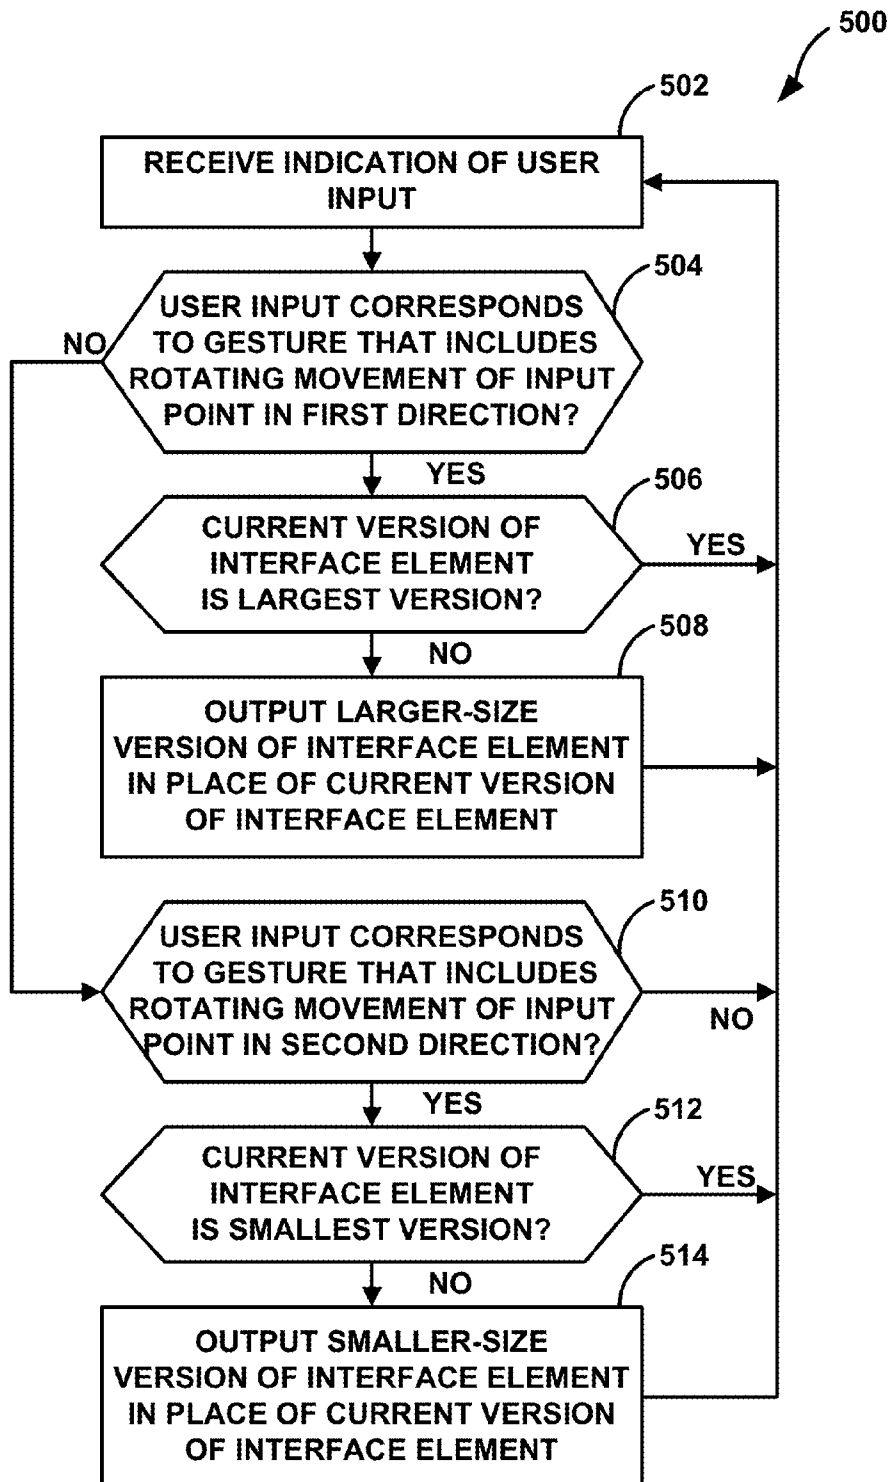 500
502
RECEIVE INDICATION OF USER
INPUT
504
USER INPUT CORRESPONDS
TO GESTURE THAT INCLUDES
ROTATING MOVEMENT OF INPUT
POINT IN FIRST DIRECTION?
NO
YES
506
CURRENT VERSION OF
INTERFACE ELEMENT
IS LARGEST VERSION?
YES
NO
508
OUTPUT LARGER-SIZE
VERSION OF INTERFACE ELEMENT
IN PLACE OF CURRENT VERSION
OF INTERFACE ELEMENT
510
USER INPUT CORRESPONDS
TO GESTURE THAT INCLUDES
ROTATING MOVEMENT OF INPUT
POINT IN SECOND DIRECTION?
NO
YES
512
CURRENT VERSION OF
INTERFACE ELEMENT
IS SMALLEST VERSION?
YES
NO
514
OUTPUT SMALLER-SIZE
VERSION OF INTERFACE ELEMENT
IN PLACE OF CURRENT VERSION
OF INTERFACE ELEMENT